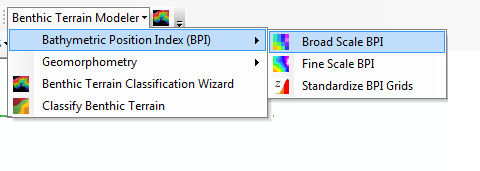 Benthic Terrain Modeler
Bathymetric Position Index (BPI)
Geomorphometry
Benthic Terrain Classification Wizard
Classify Benthic Terrain
Broad Scale BPI
Fine Scale BPI
Standardize BPI Grids